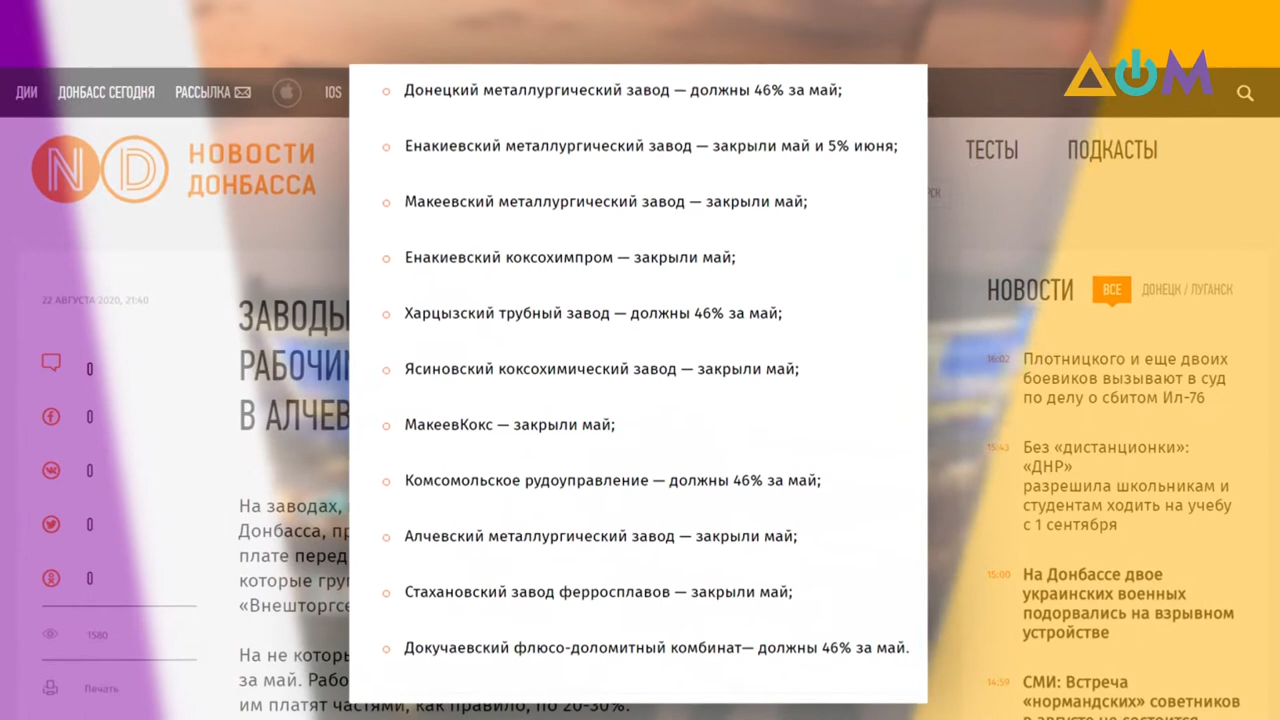 ДОМ
ДИИ
ДОНБАСС СЕГОДНЯ
РАССЫЛКА
IOS
ND
НОВОСТИ
ДОНБАССА
ТЕСТЫ
ПОДКАСТЫ
22 АВГУСТА 2020, 21:40
0
0
0
0
0
1580
Печать
ЗАВОДЫ
РАБОЧИ
В АЛЧЕВ
На заводах,
Донбасса, пр
плате перед
которые гру
«Внешторгсе
На не котор
за май. Рабо
им платят частями, как правило, по 20-30%.
Донецкий металлургический завод — должны 46% за май;
Енакиевский металлургический завод — закрыли май и 5% июня;
Макеевский металлургический завод — закрыли май;
Енакиевский коксохимпром — закрыли май;
Харцызский трубный завод — должны 46% за май;
Ясиновский коксохимический завод — закрыли май;
МакеевКокс — закрыли май;
Комсомольское рудоуправление — должны 46% за май;
Алчевский металлургический завод — закрыли май;
Стахановский завод ферросплавов — закрыли май;
Докучаевский флюсо-доломитный комбинат— должны 46% за май.
НОВОСТИ ВСЕ ДОНЕЦК / ЛУГАНСК
16:02 Плотницкого и еще двоих
боевиков вызывают в суд
по делу о сбитом Ил-76
15:43 Без «дистанционки»:
«ДНР»
разрешила школьникам и
студентам ходить на учебу
с 1 сентября
15:00 На Донбассе двое
украинских военных
подорвались на взрывном
устройстве
14:59 СМИ: Встреча
«нормандских» советников
в августе не состоится